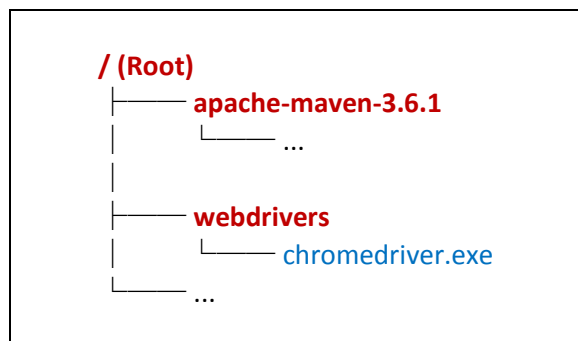 / (Root)
apache-maven-3.6.1
...
webdrivers
chromedriver.exe
...